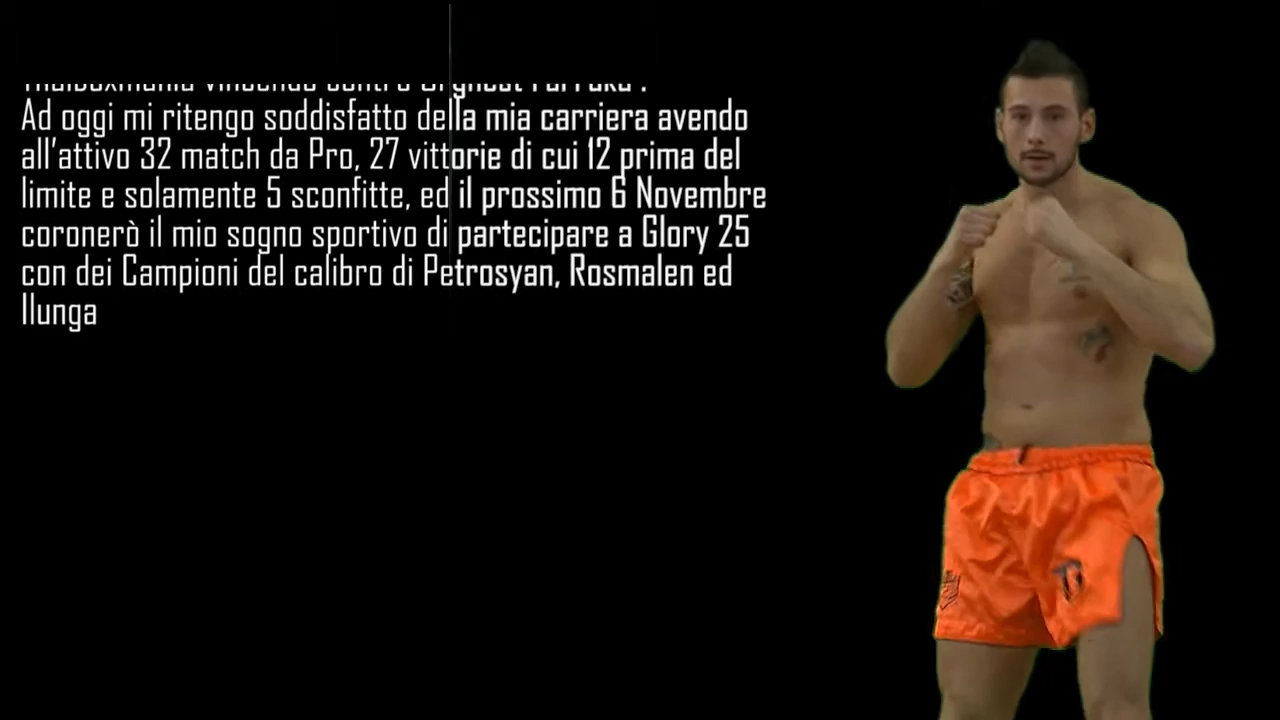 vincendo contro
Ad oggi mi ritengo soddisfatto della mia carriera avendo
all'attivo 32 match da Pro, 27 vittorie di cui 12 prima del
limite e solamente 5 sconfitte, ed il prossimo 6 Novembre
coronerò il mio sogno sportivo di partecipare a Glory 25
con dei Campioni del calibro di Petrosyan, Rosmalen ed
Ilunga